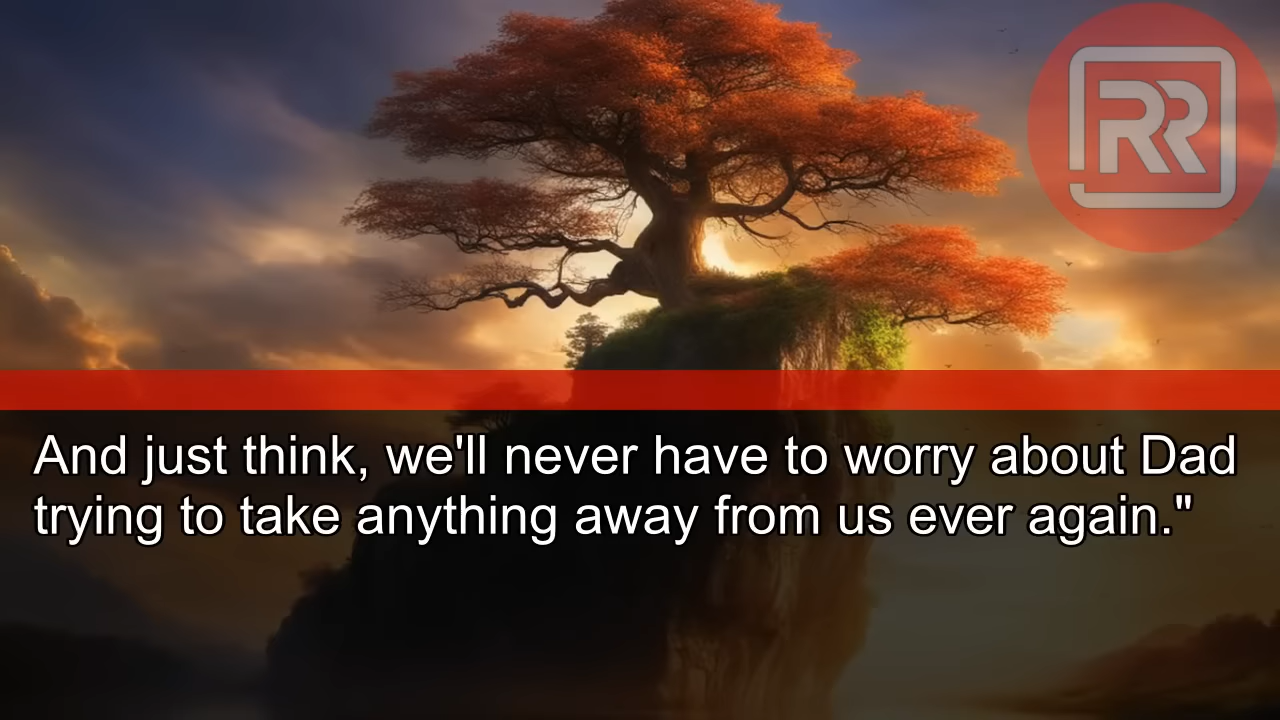 RR
And just think, we'll never have to worry about Dad
trying to take anything away from us ever again."